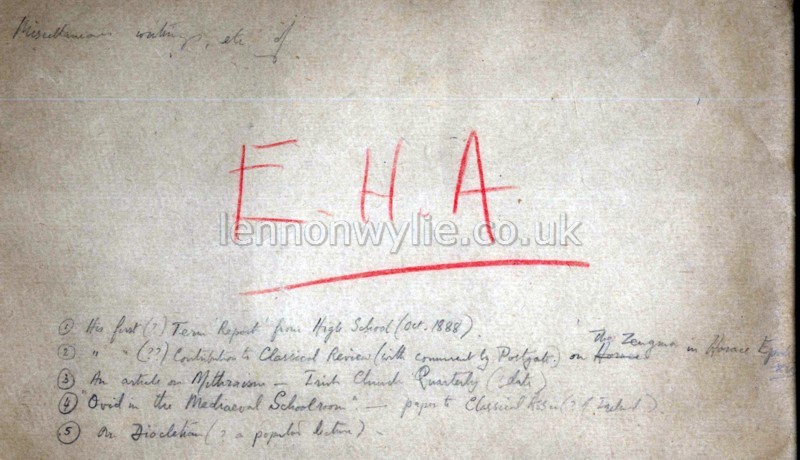 Miscellaneous writings, etc of
E.H.A
lennonwylie.co.uk
① His first (?) Term 'Report' from High School (Oct. 1888).
② " " (??) Contribution to Classical Review (with comment by Postgate) on The Zeugma in Horace
③ An article on Mithraism – Irish Church Quarterly (? date)
④ "Ovid in the Mediaeval Schoolroom" – paper to Classical Assn (? of Ireland).
⑤ On Diocletian (? a popular lecture) –